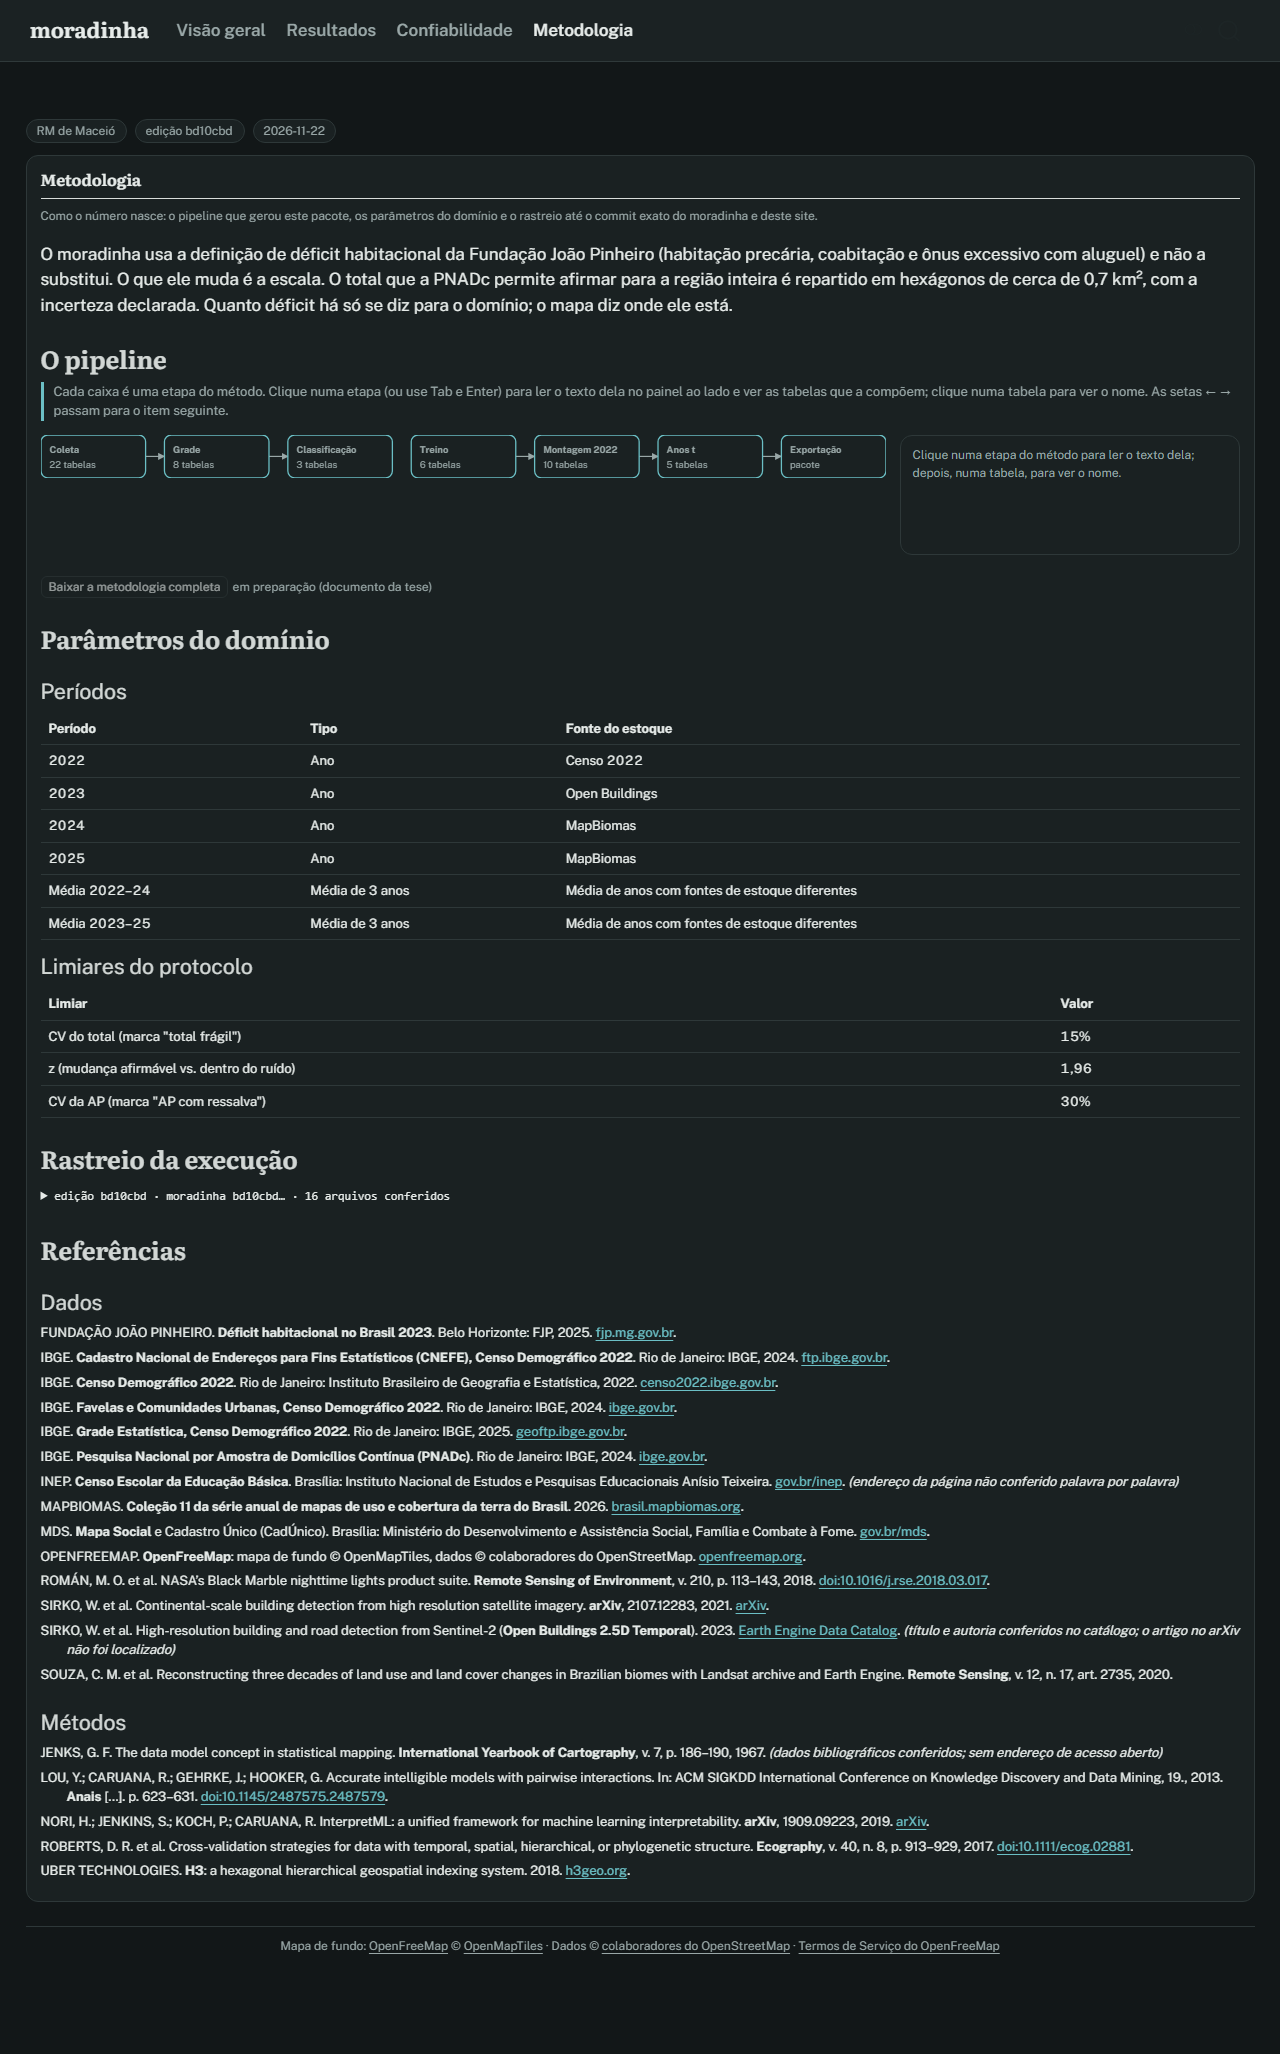 moradinha Visão geral Resultados Confiabilidade Metodologia
RM de Maceió edição bd10cbd 2026-11-22
Metodologia
Como o número nasce: o pipeline que gerou este pacote, os parâmetros do domínio e o rastreio até o commit exato do moradinha e deste site.
O moradinha usa a definição de déficit habitacional da Fundação João Pinheiro (habitação precária, coabitação e ônus excessivo com aluguel) e não a
substitui. O que ele muda é a escala. O total que a PNADc permite afirmar para a região inteira é repartido em hexágonos de cerca de 0,7 km², com a
incerteza declarada. Quanto déficit há só se diz para o domínio; o mapa diz onde ele está.
O pipeline
Cada caixa é uma etapa do método. Clique numa etapa (ou use Tab e Enter) para ler o texto dela no painel ao lado e ver as tabelas que a compõem; clique numa tabela para ver o nome. As setas ← →
passam para o item seguinte.
Coleta
22 tabelas
Grade
8 tabelas
Classificação
3 tabelas
Treino
6 tabelas
Montagem 2022
10 tabelas
Anos t
5 tabelas
Exportação
pacote
Clique numa etapa do método para ler o texto dela;
depois, numa tabela, para ver o nome.
Baixar a metodologia completa em preparação (documento da tese)
Parâmetros do domínio
Períodos
Período Tipo Fonte do estoque
2022 Ano Censo 2022
2023 Ano Open Buildings
2024 Ano MapBiomas
2025 Ano MapBiomas
Média 2022–24 Média de 3 anos Média de anos com fontes de estoque diferentes
Média 2023–25 Média de 3 anos Média de anos com fontes de estoque diferentes
Limiares do protocolo
Limiar Valor
CV do total (marca "total frágil") 15%
z (mudança afirmável vs. dentro do ruído) 1,96
CV da AP (marca "AP com ressalva") 30%
Rastreio da execução
▶ edição bd10cbd · moradinha bd10cbd… · 16 arquivos conferidos
Referências
Dados
FUNDAÇÃO JOÃO PINHEIRO. Déficit habitacional no Brasil 2023. Belo Horizonte: FJP, 2025. fjp.mg.gov.br.
IBGE. Cadastro Nacional de Endereços para Fins Estatísticos (CNEFE), Censo Demográfico 2022. Rio de Janeiro: IBGE, 2024. ftp.ibge.gov.br.
IBGE. Censo Demográfico 2022. Rio de Janeiro: Instituto Brasileiro de Geografia e Estatística, 2022. censo2022.ibge.gov.br.
IBGE. Favelas e Comunidades Urbanas, Censo Demográfico 2022. Rio de Janeiro: IBGE, 2024. ibge.gov.br.
IBGE. Grade Estatística, Censo Demográfico 2022. Rio de Janeiro: IBGE, 2025. geoftp.ibge.gov.br.
IBGE. Pesquisa Nacional por Amostra de Domicílios Contínua (PNADc). Rio de Janeiro: IBGE, 2024. ibge.gov.br.
INEP. Censo Escolar da Educação Básica. Brasília: Instituto Nacional de Estudos e Pesquisas Educacionais Anísio Teixeira. gov.br/inep. (endereço da página não conferido palavra por palavra)
MAPBIOMAS. Coleção 11 da série anual de mapas de uso e cobertura da terra do Brasil. 2026. brasil.mapbiomas.org.
MDS. Mapa Social e Cadastro Único (CadÚnico). Brasília: Ministério do Desenvolvimento e Assistência Social, Família e Combate à Fome. gov.br/mds.
OPENFREEMAP. OpenFreeMap: mapa de fundo © OpenMapTiles, dados © colaboradores do OpenStreetMap. openfreemap.org.
ROMÁN, M. O. et al. NASA's Black Marble nighttime lights product suite. Remote Sensing of Environment, v. 210, p. 113–143, 2018. doi:10.1016/j.rse.2018.03.017.
SIRKO, W. et al. Continental-scale building detection from high resolution satellite imagery. arXiv, 2107.12283, 2021. arXiv.
SIRKO, W. et al. High-resolution building and road detection from Sentinel-2 (Open Buildings 2.5D Temporal). 2023. Earth Engine Data Catalog. (título e autoria conferidos no catálogo; o artigo no arXiv
não foi localizado)
SOUZA, C. M. et al. Reconstructing three decades of land use and land cover changes in Brazilian biomes with Landsat archive and Earth Engine. Remote Sensing, v. 12, n. 17, art. 2735, 2020.
Métodos
JENKS, G. F. The data model concept in statistical mapping. International Yearbook of Cartography, v. 7, p. 186–190, 1967. (dados bibliográficos conferidos; sem endereço de acesso aberto)
LOU, Y.; CARUANA, R.; GEHRKE, J.; HOOKER, G. Accurate intelligible models with pairwise interactions. In: ACM SIGKDD International Conference on Knowledge Discovery and Data Mining, 19., 2013.
Anais […]. p. 623–631. doi:10.1145/2487575.2487579.
NORI, H.; JENKINS, S.; KOCH, P.; CARUANA, R. InterpretML: a unified framework for machine learning interpretability. arXiv, 1909.09223, 2019. arXiv.
ROBERTS, D. R. et al. Cross-validation strategies for data with temporal, spatial, hierarchical, or phylogenetic structure. Ecography, v. 40, n. 8, p. 913–929, 2017. doi:10.1111/ecog.02881.
UBER TECHNOLOGIES. H3: a hexagonal hierarchical geospatial indexing system. 2018. h3geo.org.
Mapa de fundo: OpenFreeMap © OpenMapTiles · Dados © colaboradores do OpenStreetMap · Termos de Serviço do OpenFreeMap